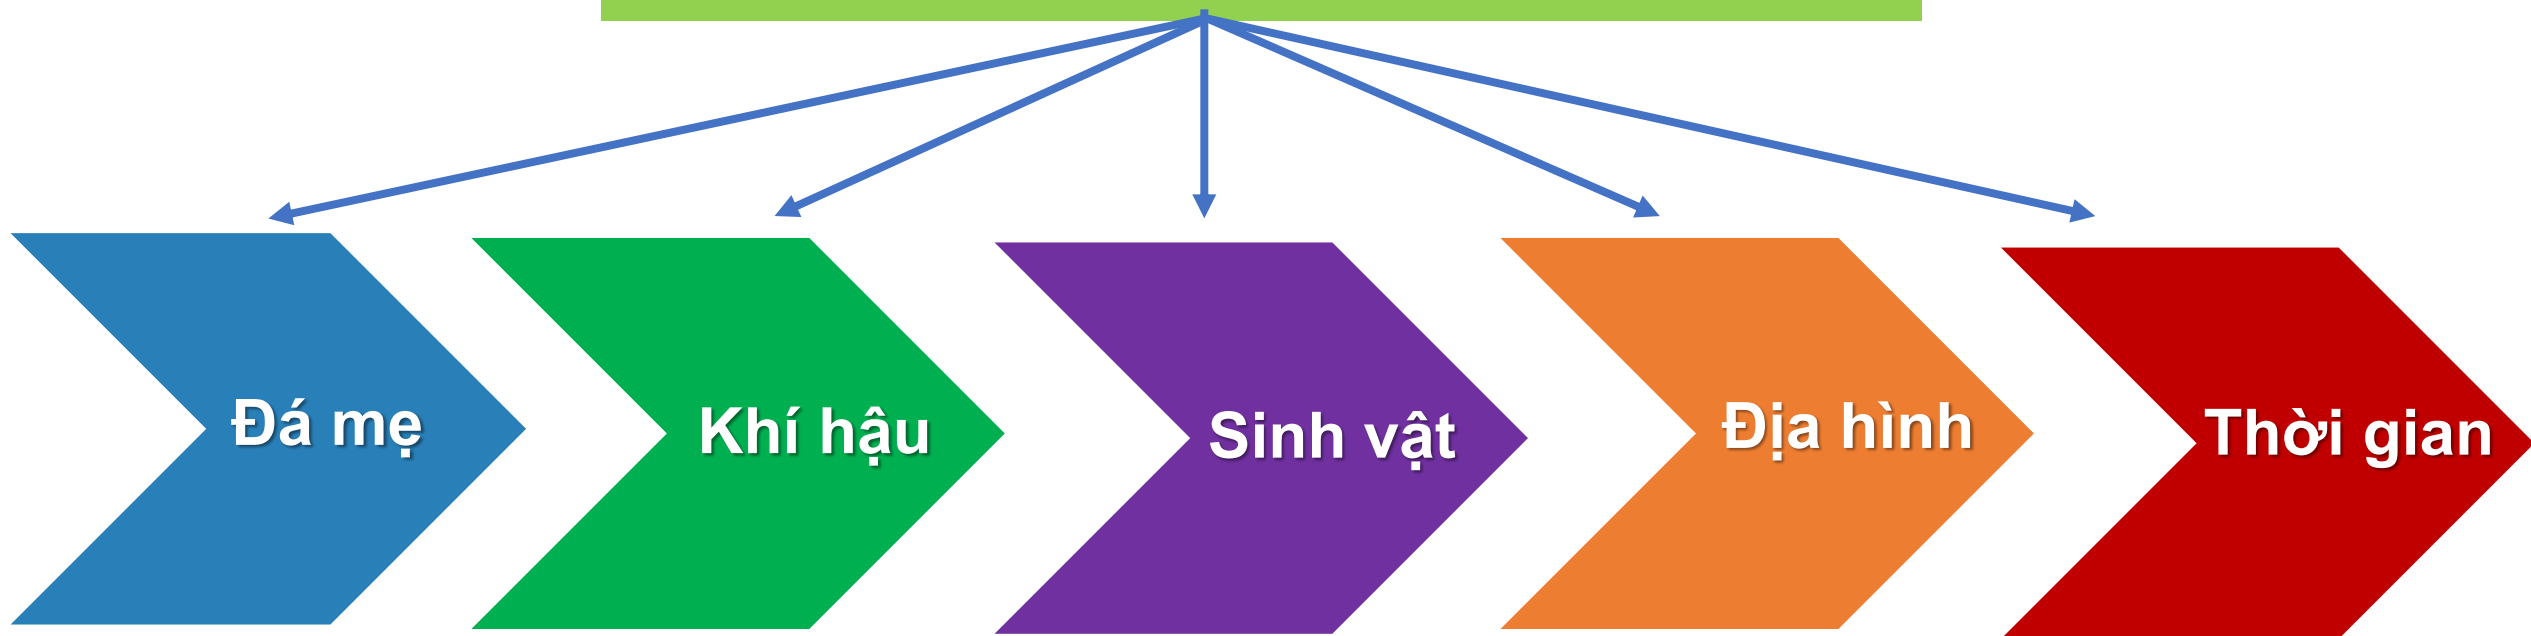 Đá mẹ
Khí hậu
Sinh vật
Địa hình
Thời gian